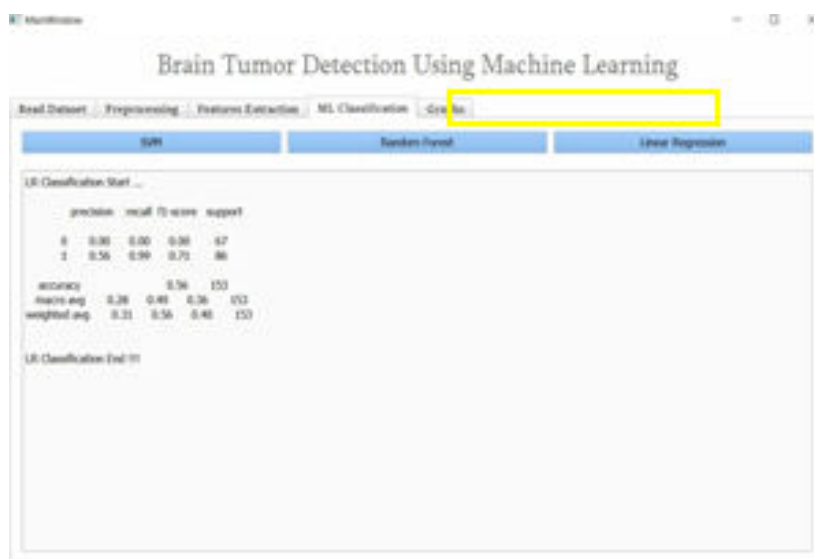 MainWindow
Brain Tumor Detection Using Machine Learning
Read Dataset Preprocessing Features Extraction ML Classification Graphs
SVM Random Forest Linear Regression
LR Classification Start ...
precision recall f1-score support
0 0.00 0.00 0.00 67
1 0.56 0.99 0.71 86
accuracy 0.56 153
macro avg 0.28 0.49 0.36 153
weighted avg 0.31 0.56 0.40 153
LR Classification End !!!